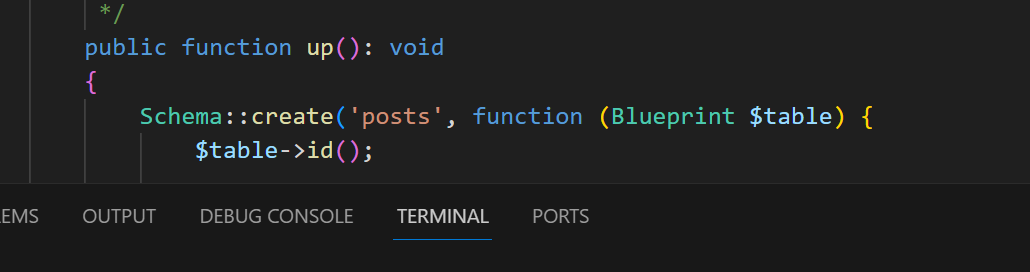 */
public function up(): void
{
Schema::create('posts', function (Blueprint $table) {
$table->id();
EMS OUTPUT DEBUG CONSOLE TERMINAL PORTS